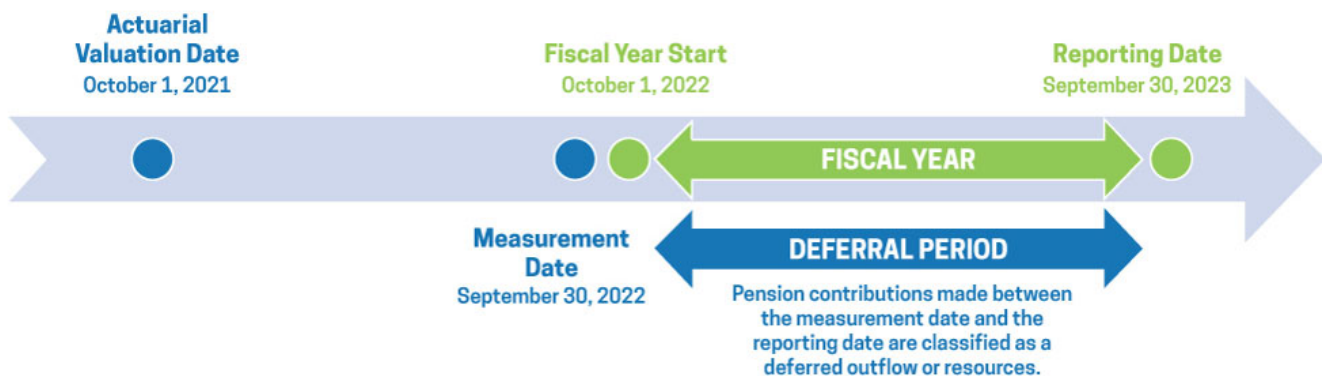 Actuarial
Valuation Date
October 1, 2021
Fiscal Year Start
October 1, 2022
Reporting Date
September 30, 2023
FISCAL YEAR
Measurement
Date
September 30, 2022
DEFERRAL PERIOD
Pension contributions made between
the measurement date and the
reporting date are classified as a
deferred outflow or resources.